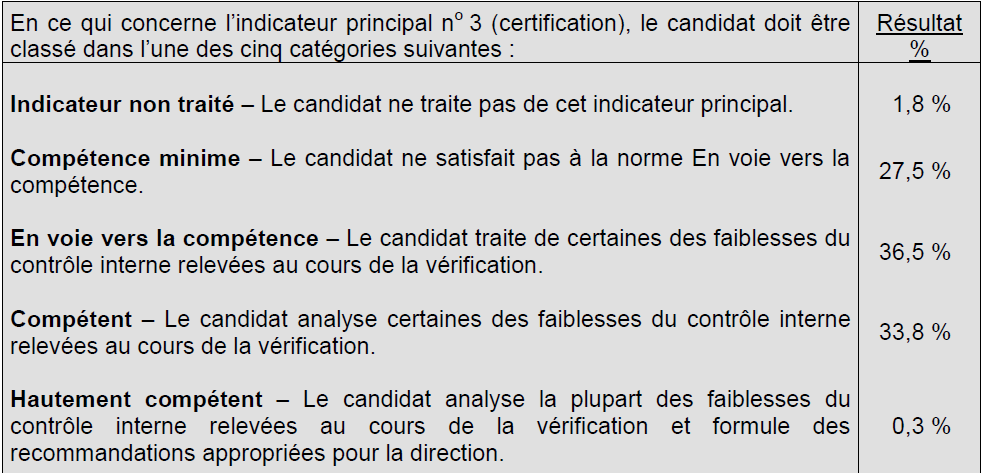 En ce qui concerne l’indicateur principal nº 3 (certification), le candidat doit être
classé dans l’une des cinq catégories suivantes :
Résultat
%
Indicateur non traité – Le candidat ne traite pas de cet indicateur principal.
1,8 %
Compétence minime – Le candidat ne satisfait pas à la norme En voie vers la
compétence.
27,5 %
En voie vers la compétence – Le candidat traite de certaines des faiblesses du
contrôle interne relevées au cours de la vérification.
36,5 %
Compétent – Le candidat analyse certaines des faiblesses du contrôle interne
relevées au cours de la vérification.
33,8 %
Hautement compétent – Le candidat analyse la plupart des faiblesses du
contrôle interne relevées au cours de la vérification et formule des
recommandations appropriées pour la direction.
0,3 %